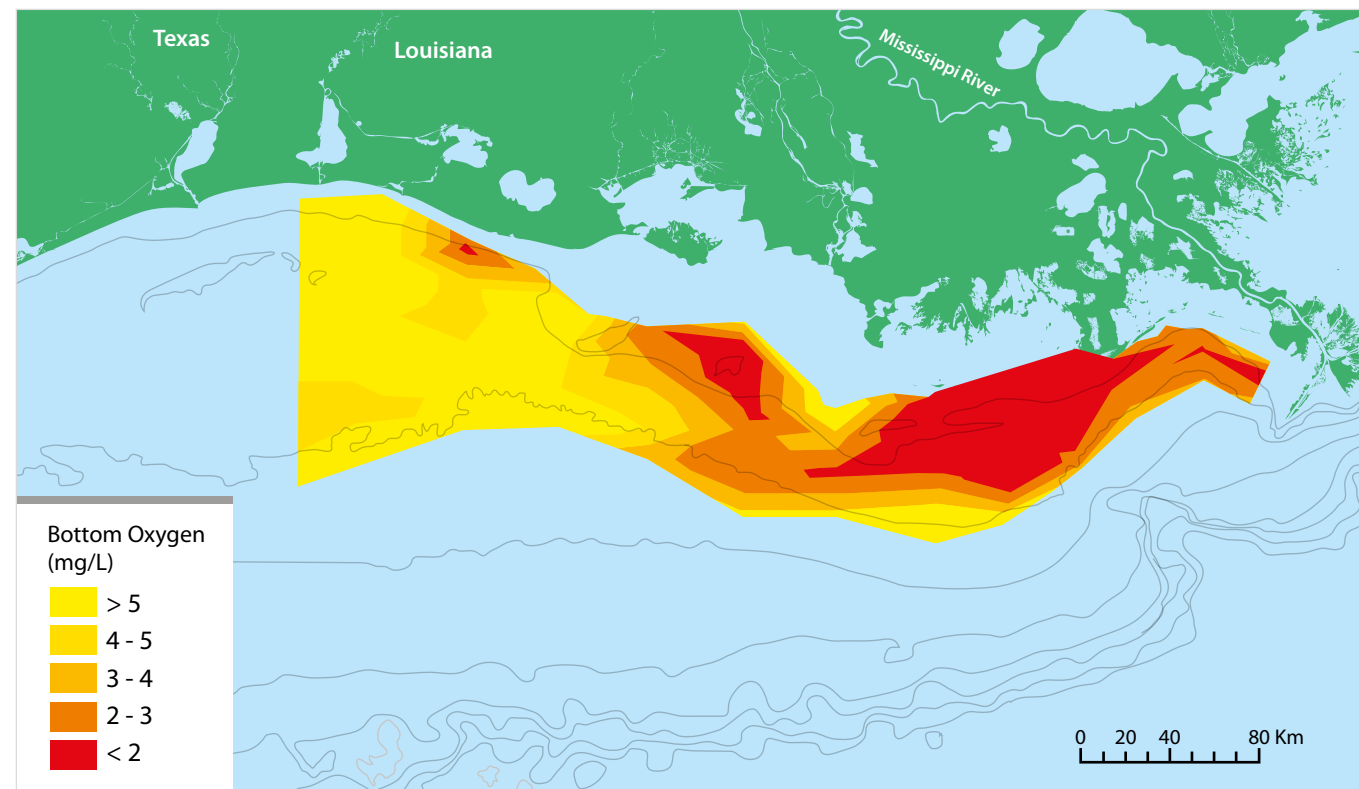 Texas
Louisiana
Mississippi River
Bottom Oxygen
(mg/L)
> 5
4 - 5
3 - 4
2 - 3
< 2
0 20 40 80 Km